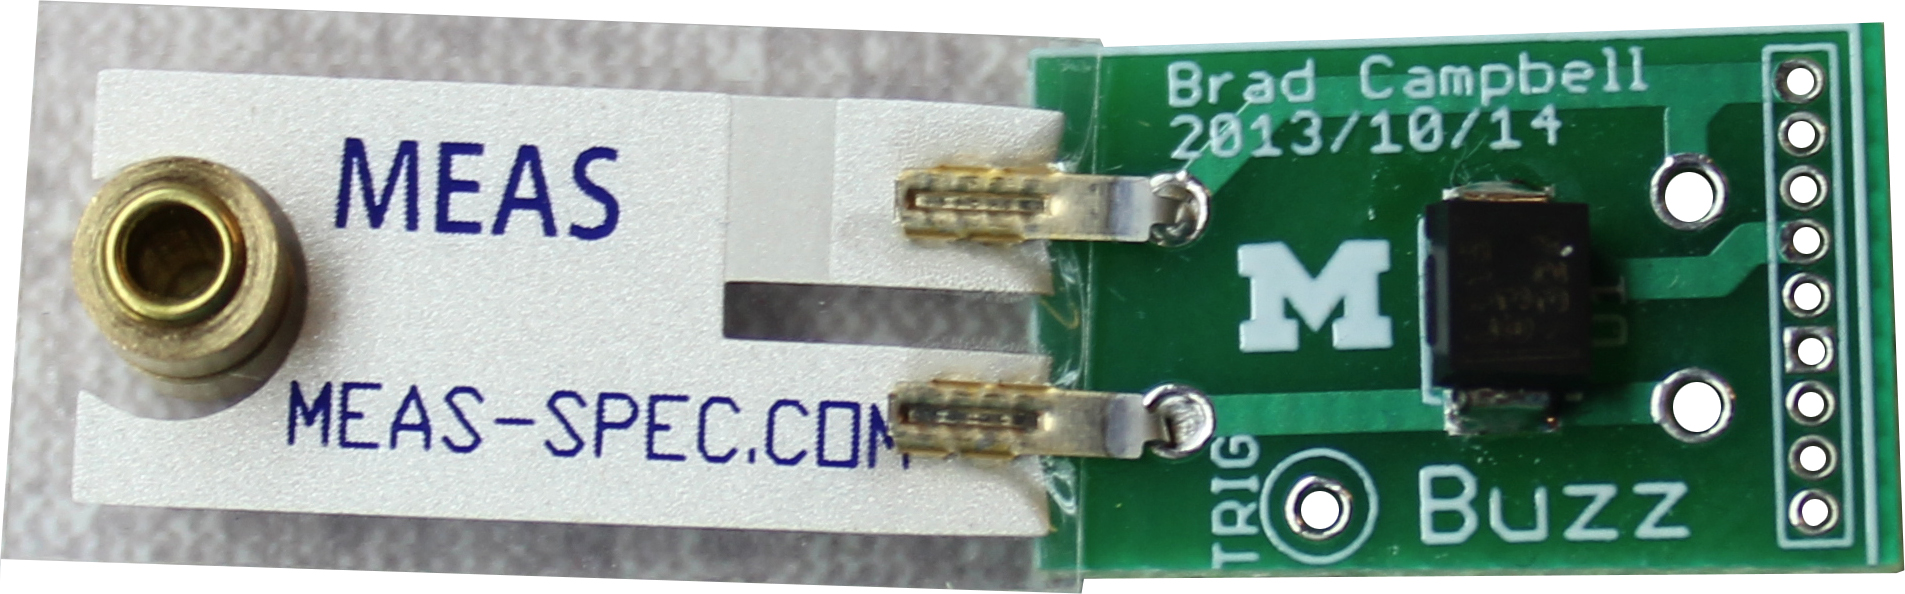 MEAS
MEAS-SPEC.COM
Brad Campbell
2013/10/14
M
TRIG
Buzz